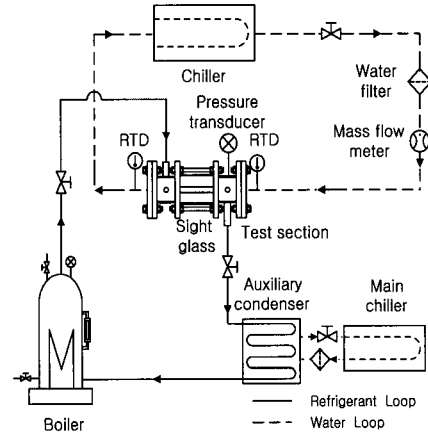 Chiller
Water
filter
Pressure
transducer
RTD
RTD
Mass flow
meter
Sight
glass
Test section
Auxiliary
condenser
Main
chiller
Boiler
Refrigerant Loop
Water Loop